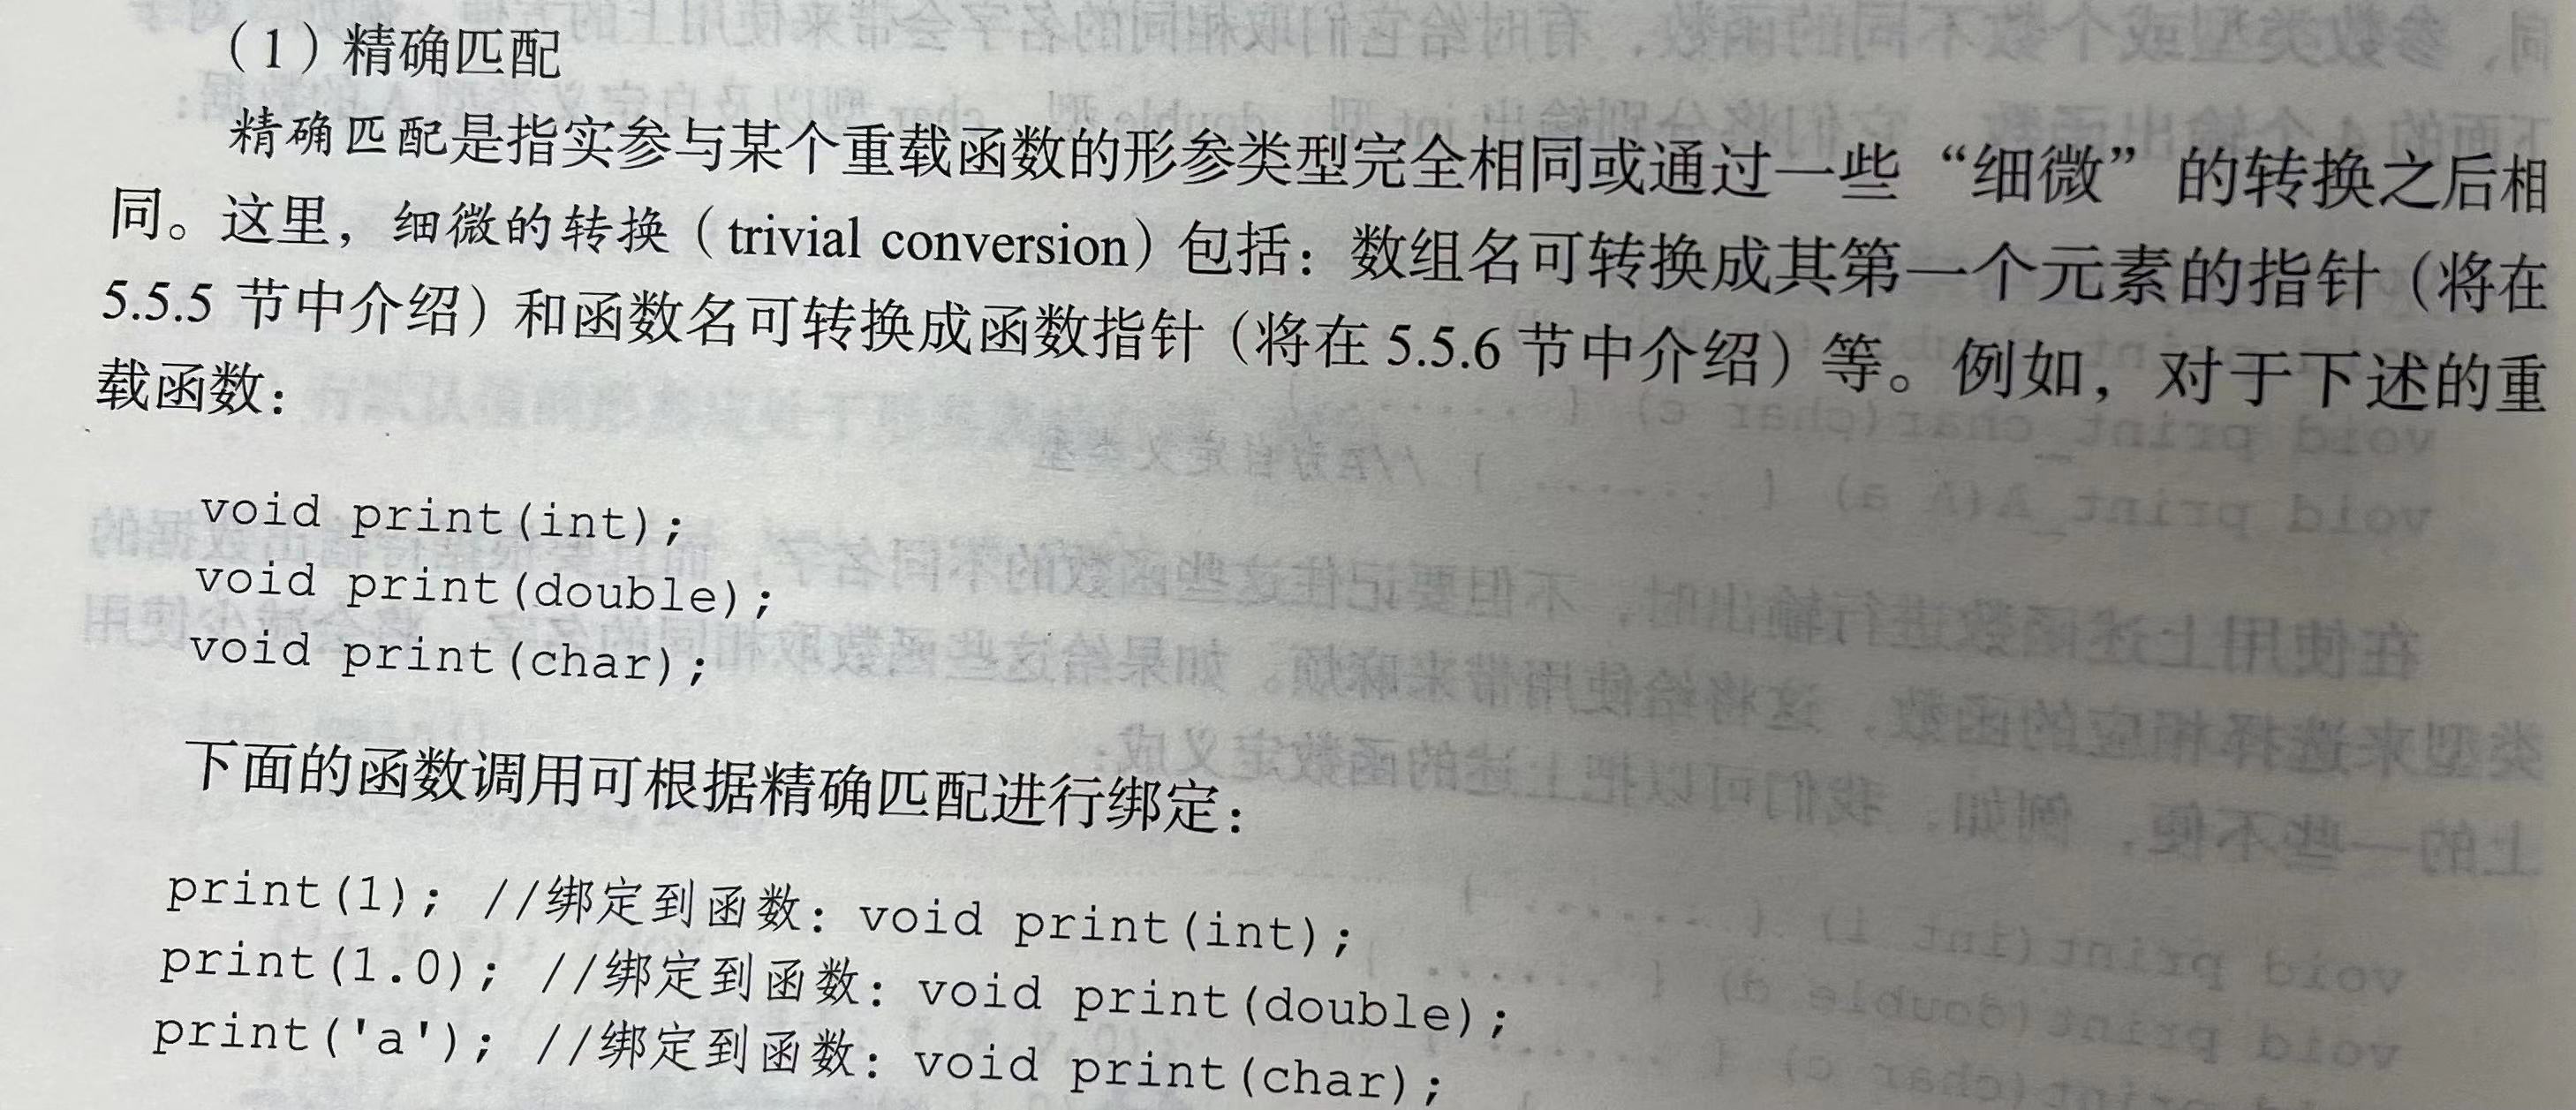 （1）精确匹配
精确匹配是指实参与某个重载函数的形参类型完全相同或通过一些“细微”的转换之后相
同。这里，细微的转换（trivial conversion）包括：数组名可转换成其第一个元素的指针（将在
5.5.5 节中介绍）和函数名可转换成函数指针（将在 5.5.6 节中介绍）等。例如，对于下述的重
载函数：
void print(int);
void print(double);
void print(char);
下面的函数调用可根据精确匹配进行绑定：
print(1); //绑定到函数：void print(int);
print(1.0); //绑定到函数：void print(double);
print('a'); //绑定到函数：void print(char);